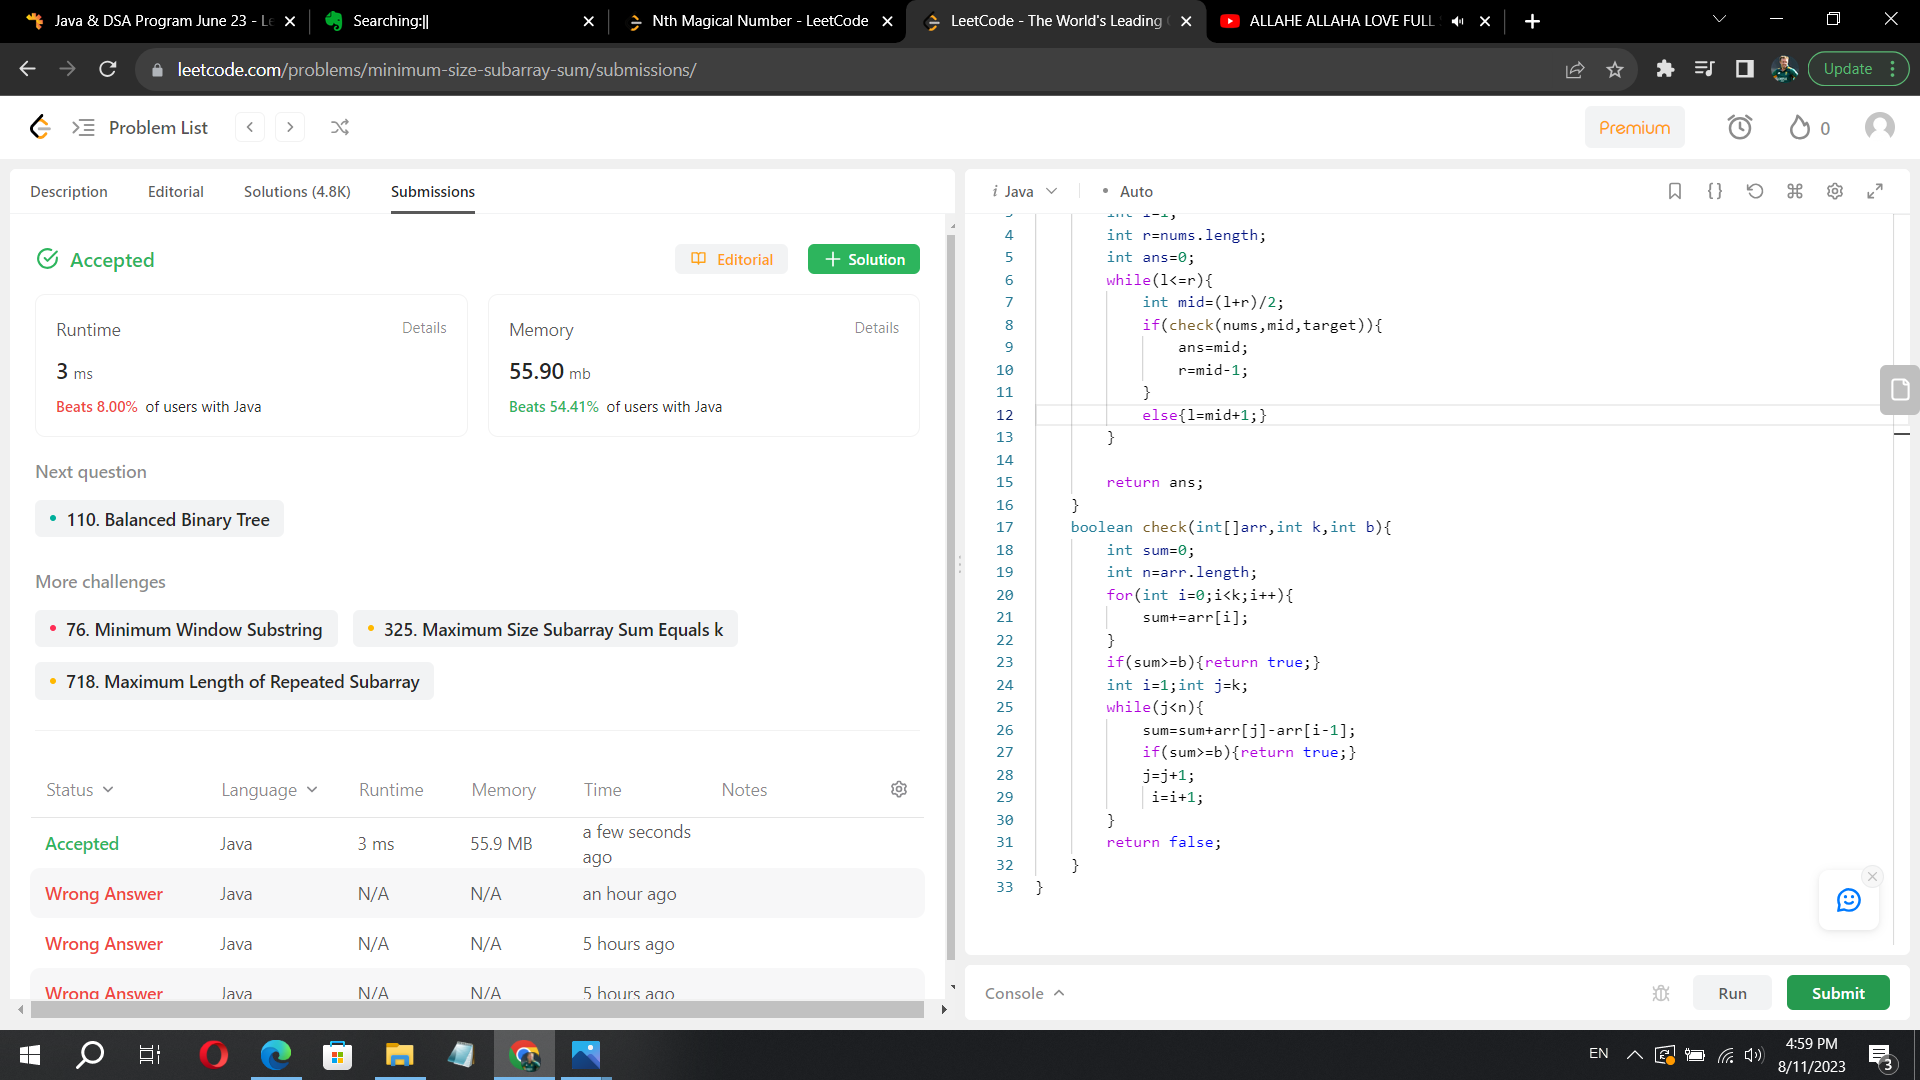 Java & DSA Program June 23 - Le
Searching:||
Nth Magical Number - LeetCode
LeetCode - The World's Leading
ALLAHE ALLAHA LOVE FULL
leetcode.com/problems/minimum-size-subarray-sum/submissions/
Update
Problem List
Premium
0
Description
Editorial
Solutions (4.8K)
Submissions
Accepted
Editorial
Solution
Runtime
Details
3 ms
Beats 8.00% of users with Java
Memory
Details
55.90 mb
Beats 54.41% of users with Java
Next question
110. Balanced Binary Tree
More challenges
76. Minimum Window Substring
325. Maximum Size Subarray Sum Equals k
718. Maximum Length of Repeated Subarray
Status Language Runtime Memory Time Notes
Accepted Java 3 ms 55.9 MB a few seconds ago
Wrong Answer Java N/A N/A an hour ago
Wrong Answer Java N/A N/A 5 hours ago
Wrong Answer Java N/A N/A 5 hours ago
i Java
• Auto
3 int l=1;
4 int r=nums.length;
5 int ans=0;
6 while(l<=r){
7 int mid=(l+r)/2;
8 if(check(nums,mid,target)){
9 ans=mid;
10 r=mid-1;
11 }
12 else{l=mid+1;}
13 }
14
15 return ans;
16 }
17 boolean check(int[]arr,int k,int b){
18 int sum=0;
19 int n=arr.length;
20 for(int i=0;i<k;i++){
21 sum+=arr[i];
22 }
23 if(sum>=b){return true;}
24 int i=1;int j=k;
25 while(j<n){
26 sum=sum+arr[j]-arr[i-1];
27 if(sum>=b){return true;}
28 j=j+1;
29 i=i+1;
30 }
31 return false;
32 }
33 }
Console
Run
Submit
EN
4:59 PM
8/11/2023
3